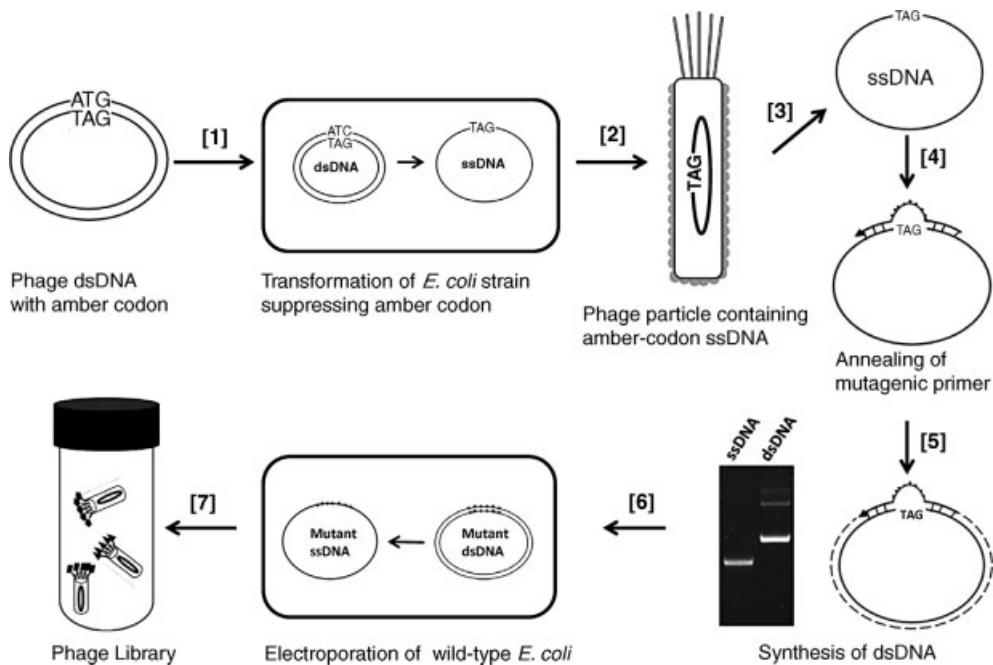 ATG
TAG
Phage dsDNA
with amber codon
[1]
ATC
TAG
dsDNA
TAG
ssDNA
Transformation of E. coli strain
suppressing amber codon
[2]
TAG
Phage particle containing
amber-codon ssDNA
[3]
TAG
ssDNA
[4]
TAG
Annealing of
mutagenic primer
[5]
TAG
Synthesis of dsDNA
ssDNA
dsDNA
[6]
Mutant
ssDNA
Mutant
dsDNA
Electroporation of wild-type E. coli
[7]
Phage Library